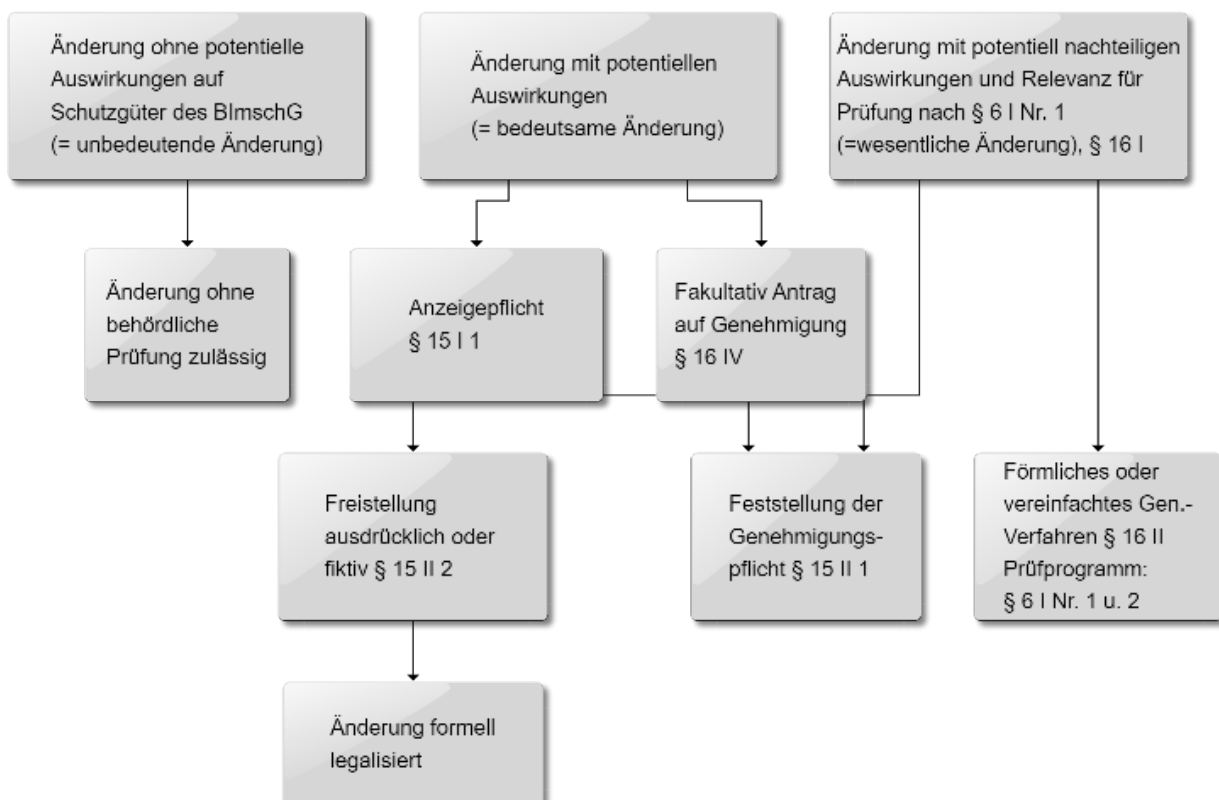 Änderung ohne potentielle
Auswirkungen auf
Schutzgüter des BImschG
(= unbedeutende Änderung)
Änderung mit potentiellen
Auswirkungen
(= bedeutsame Änderung)
Änderung mit potentiell nachteiligen
Auswirkungen und Relevanz für
Prüfung nach § 6 I Nr. 1
(=wesentliche Änderung), § 16 I
Änderung ohne
behördliche
Prüfung zulässig
Anzeigepflicht
§ 15 I 1
Fakultativ Antrag
auf Genehmigung
§ 16 IV
Freistellung
ausdrücklich oder
fiktiv § 15 II 2
Feststellung der
Genehmigungs-
pflicht § 15 II 1
Förmliches oder
vereinfachtes Gen.-
Verfahren § 16 II
Prüfprogramm:
§ 6 I Nr. 1 u. 2
Änderung formell
legalisiert